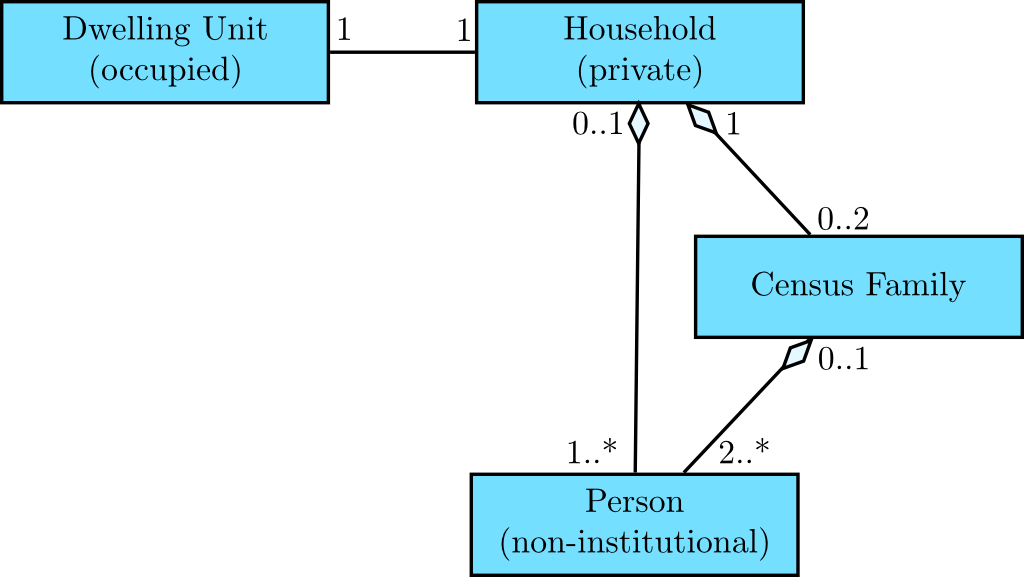 Dwelling Unit
(occupied)
1
1
Household
(private)
0..1
1
0..2
Census Family
0..1
1..*
2..*
Person
(non-institutional)